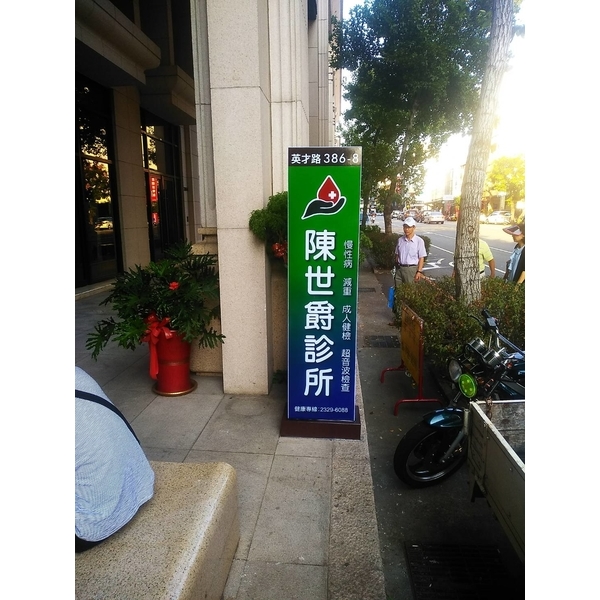 英才路 386-8
陳世爵診所
慢性病 減重 成人健檢 超音波檢查
健康專線:2329-6088